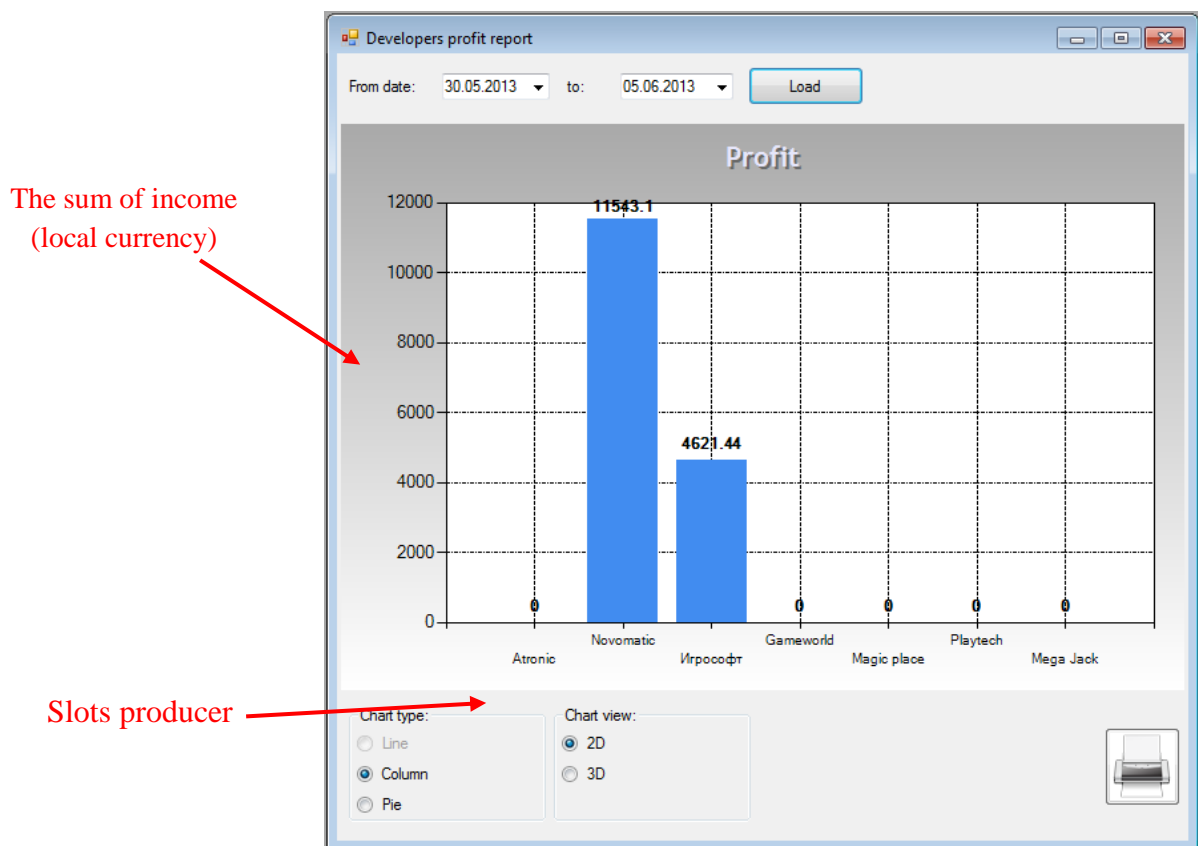 Developers profit report
From date: 30.05.2013 to: 05.06.2013 Load
Profit
The sum of income
(local currency)
12000
10000
8000
6000
4000
2000
0
11543.1
4621.44
0 0 0 0 0
Novomatic Gameworld Playtech
Atronic Игрософт Magic place Mega Jack
Slots producer
Chart type:
Line
Column
Pie
Chart view:
2D
3D